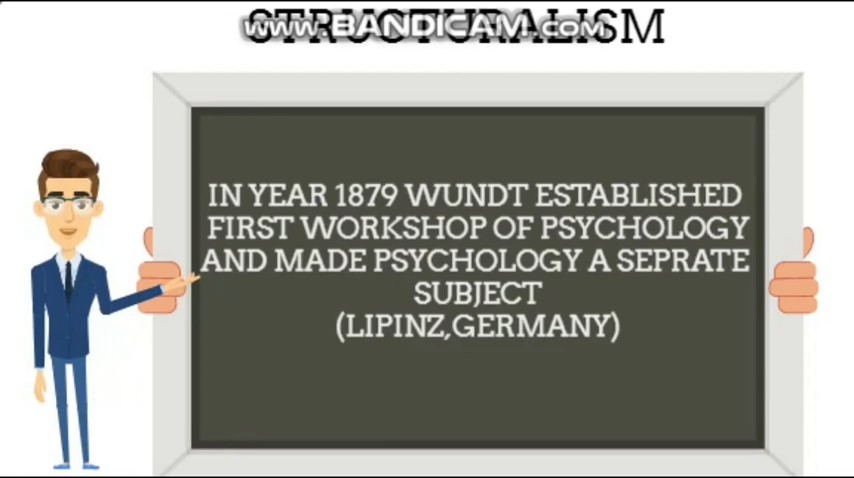 STRUCTURALISM
www.BANDICAM.com
IN YEAR 1879 WUNDT ESTABLISHED
FIRST WORKSHOP OF PSYCHOLOGY
AND MADE PSYCHOLOGY A SEPRATE
SUBJECT
(LIPINZ,GERMANY)